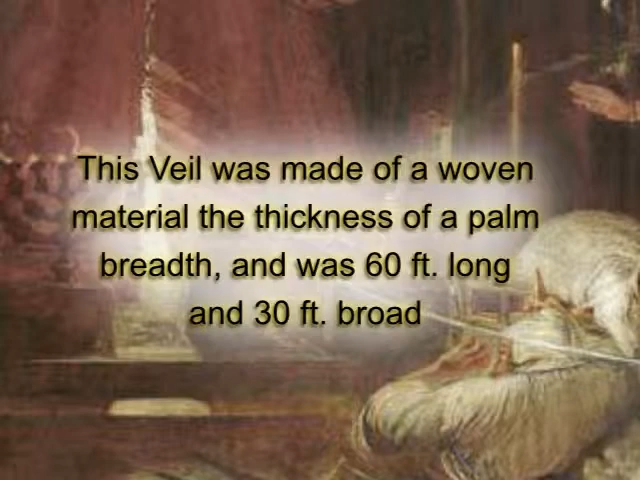 This Veil was made of a woven
material the thickness of a palm
breadth, and was 60 ft. long
and 30 ft. broad